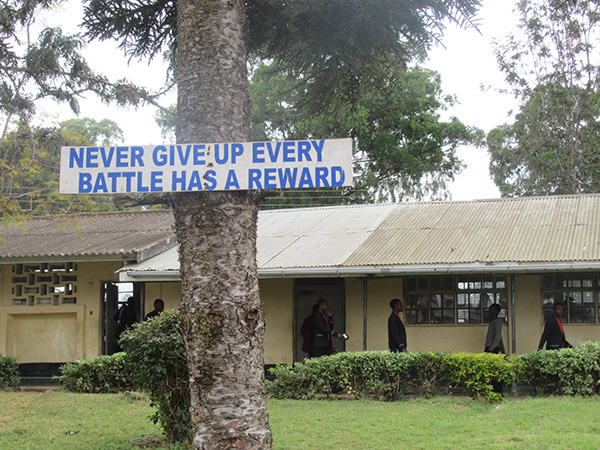 NEVER GIVE UP EVERY
BATTLE HAS A REWARD